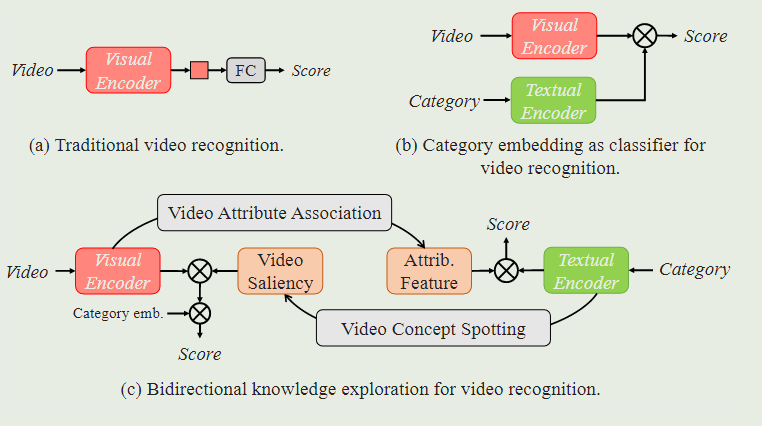 Video
Visual
Encoder
FC
Score
(a) Traditional video recognition.
Video
Visual
Encoder
Score
Category
Textual
Encoder
(b) Category embedding as classifier for
video recognition.
Video Attribute Association
Video
Visual
Encoder
Video
Saliency
Attrib.
Feature
Score
Textual
Encoder
Category
Category emb.
Score
Video Concept Spotting
(c) Bidirectional knowledge exploration for video recognition.